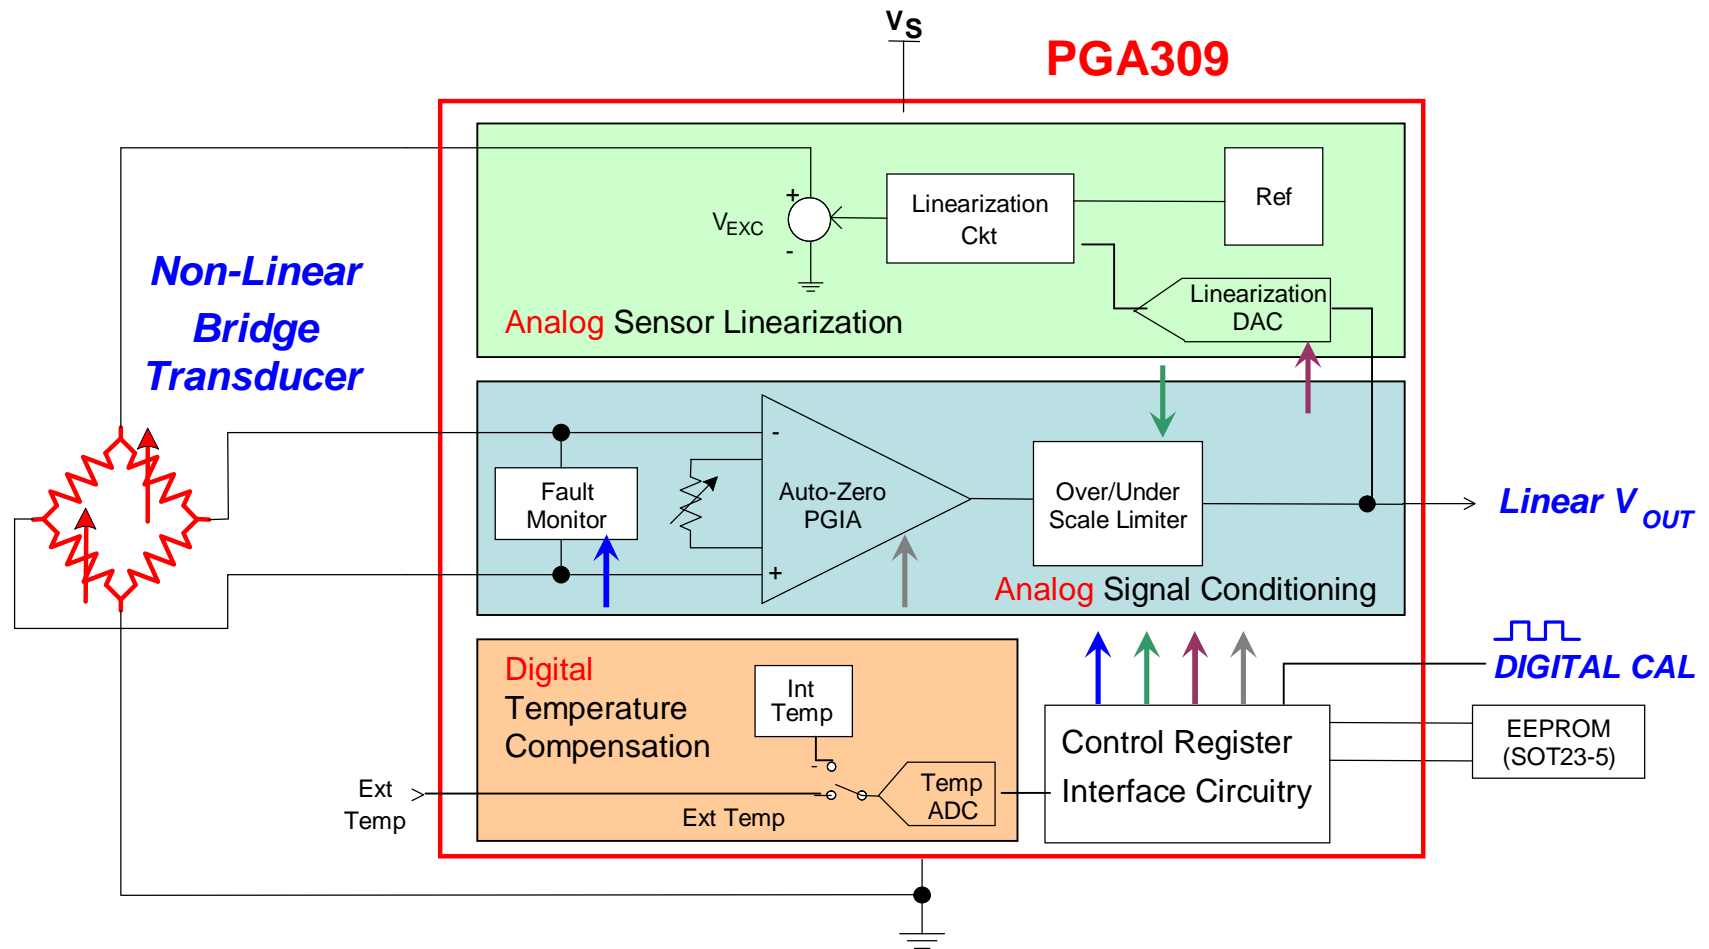 VS
PGA309
Linearization
Ckt
Ref
+
VEXC
-
Linearization
DAC
Analog Sensor Linearization
Non-Linear
Bridge
Transducer
-
Fault
Monitor
Auto-Zero
PGIA
Over/Under
Scale Limiter
+
Linear VOUT
Analog Signal Conditioning
DIGITAL CAL
Digital
Temperature
Compensation
Int
Temp
-
Ext
Temp
Ext Temp
Temp
ADC
Control Register
Interface Circuitry
EEPROM
(SOT23-5)